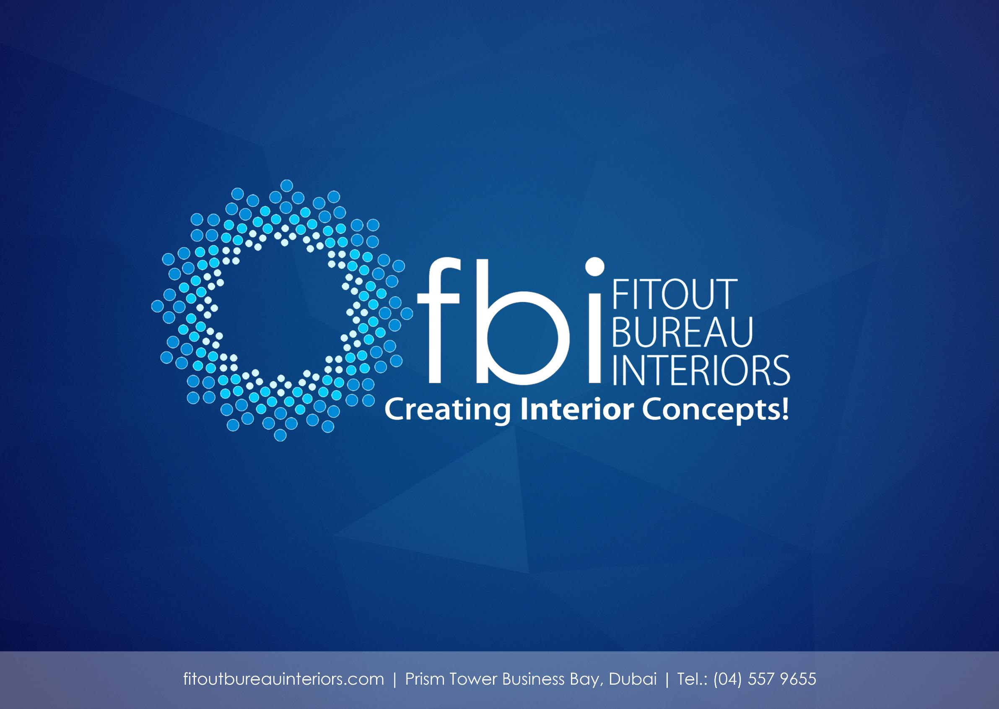 fbi
FITOUT
BUREAU
INTERIORS
Creating Interior Concepts!
fitoutbureauinteriors.com | Prism Tower Business Bay, Dubai | Tel.: (04) 557 9655